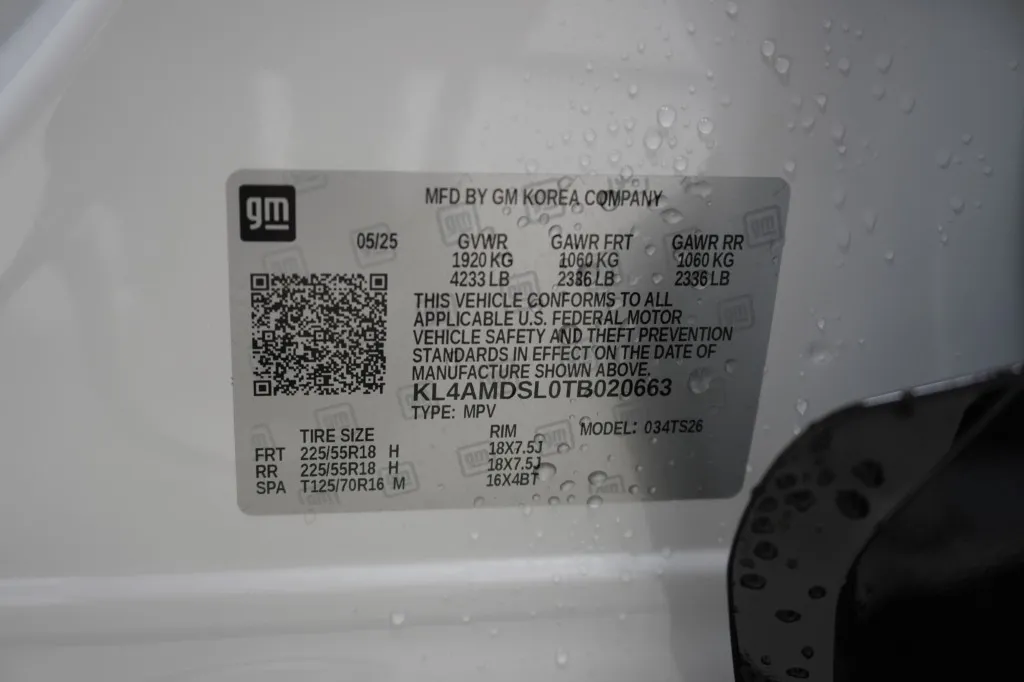 gm
MFD BY GM KOREA COMPANY
05/25 GVWR GAWR FRT GAWR RR
1920 KG 1060 KG 1060 KG
4233 LB 2336 LB 2336 LB
THIS VEHICLE CONFORMS TO ALL
APPLICABLE U.S. FEDERAL MOTOR
VEHICLE SAFETY AND THEFT PREVENTION
STANDARDS IN EFFECT ON THE DATE OF
MANUFACTURE SHOWN ABOVE.
KL4AMDSL0TB020663
TYPE: MPV
TIRE SIZE RIM MODEL: 034TS26
FRT 225/55R18 H 18X7.5J
RR 225/55R18 H 18X7.5J
SPA T125/70R16 M 16X4BT